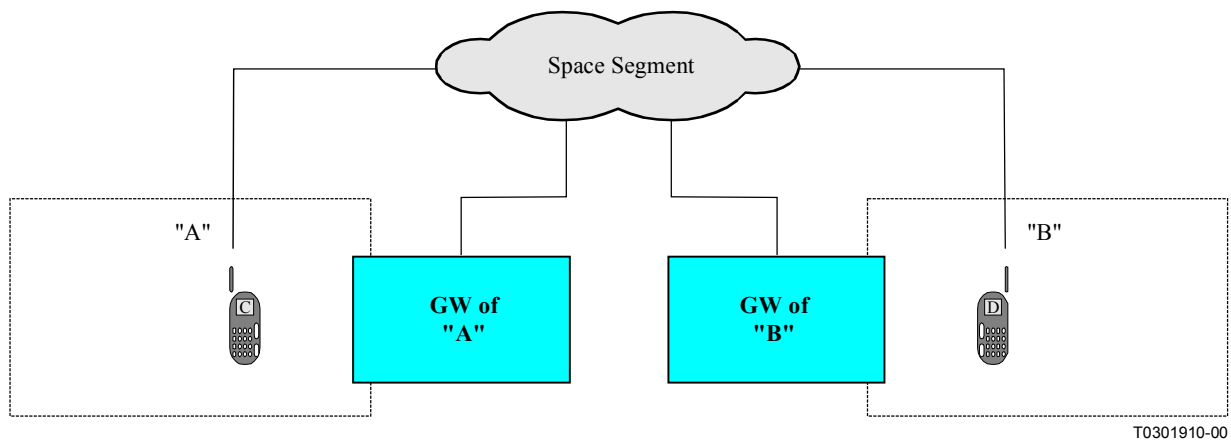 Space Segment
"A"
"B"
C
GW of
"A"
GW of
"B"
D
T0301910-00